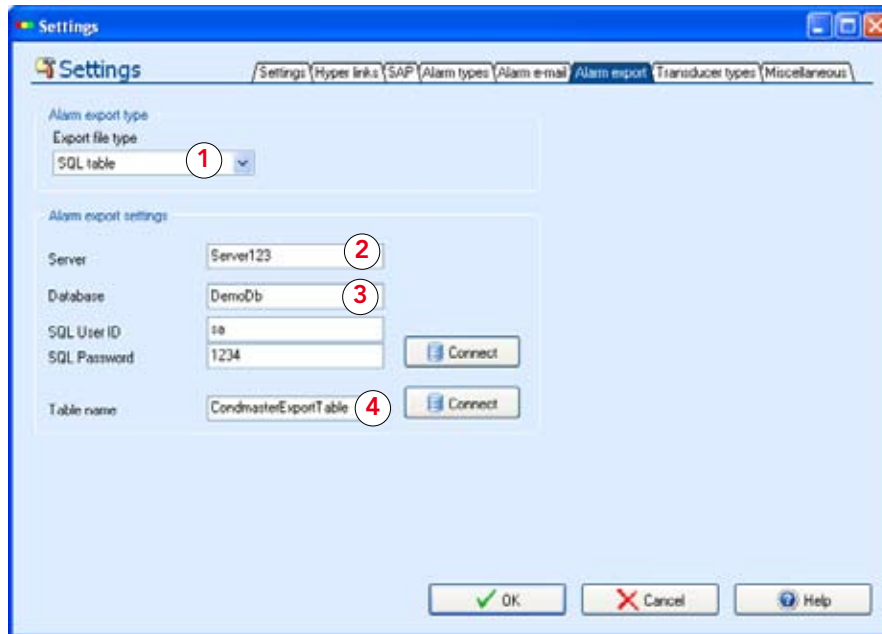 Settings
Settings
Settings Hyper links SAP Alarm types Alarm e-mail Alarm export Transducer types Miscellaneous
Alarm export type
Export file type
SQL table 1
Alarm export settings
Server Server123 2
Database DemoDb 3
SQL User ID sa
SQL Password 1234 Connect
Table name CondmasterExportTable 4 Connect
OK Cancel Help